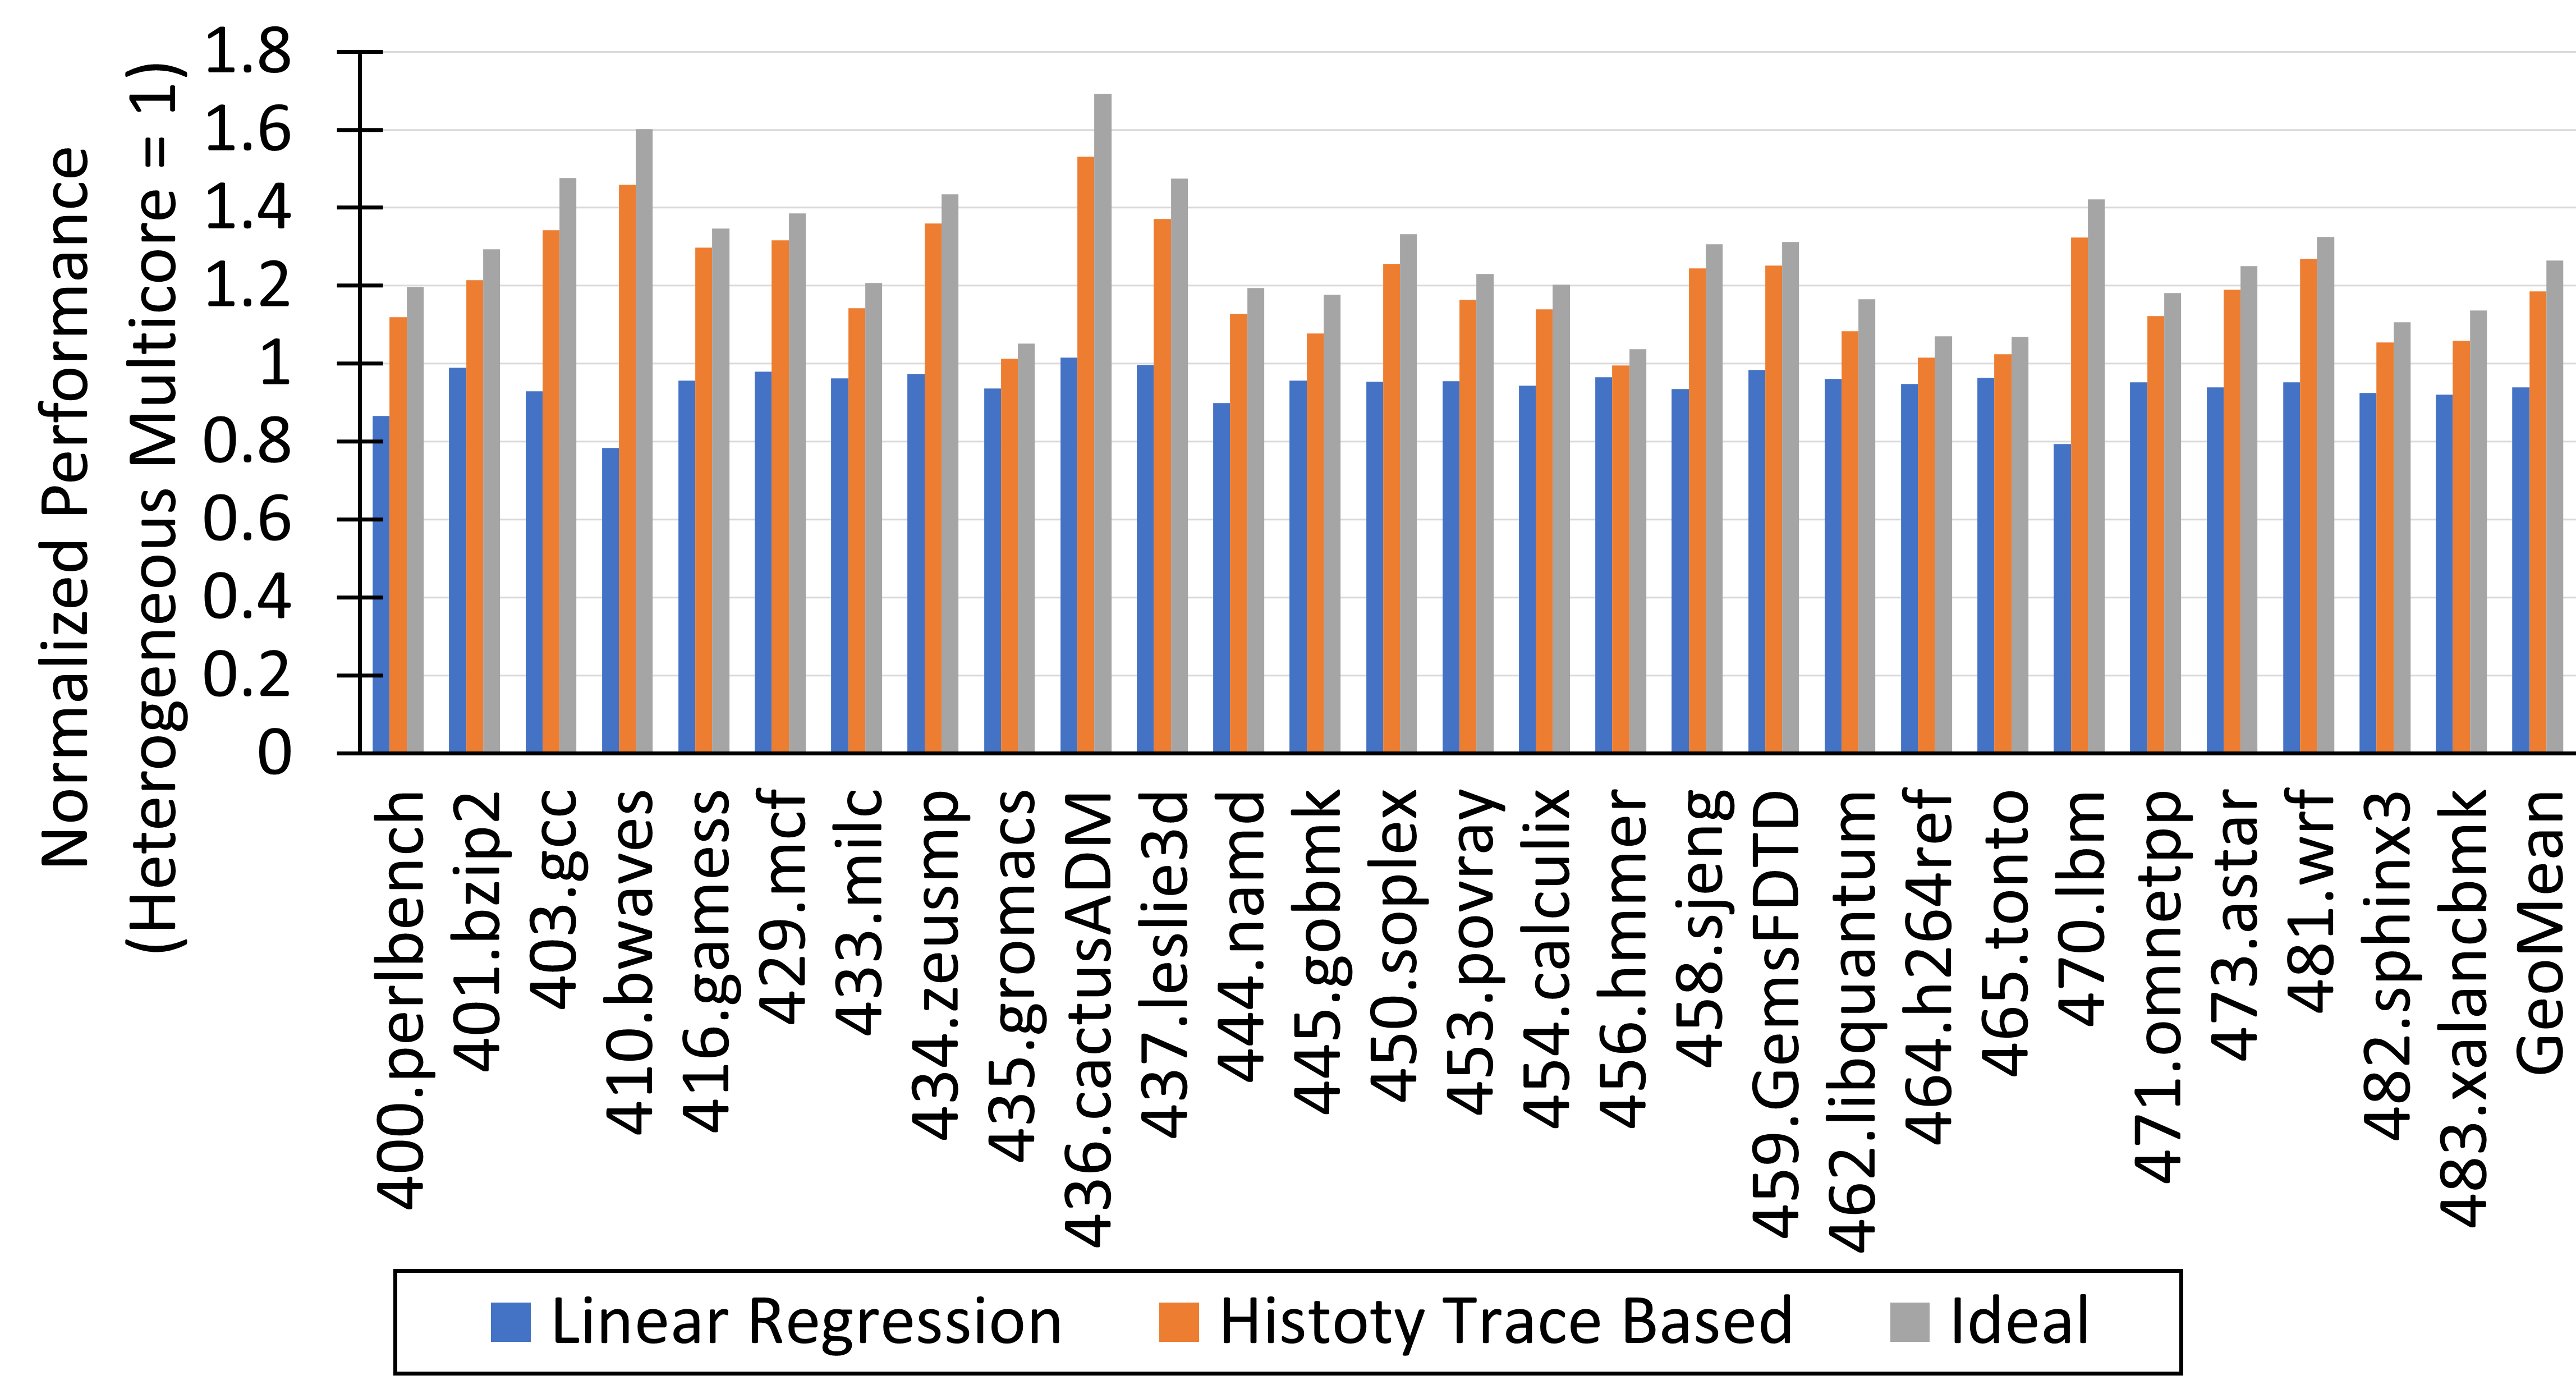 Normalized Performance
(Heterogeneous Multicore = 1)
1.8
1.6
1.4
1.2
1
0.8
0.6
0.4
0.2
0
400.perlbench
401.bzip2
403.gcc
410.bwaves
416.gamess
429.mcf
433.milc
434.zeusmp
435.gromacs
436.cactusADM
437.leslie3d
444.namd
445.gobmk
450.soplex
453.povray
454.calculix
456.hmmer
458.sjeng
459.GemsFDTD
462.libquantum
464.h264ref
465.tonto
470.lbm
471.omnetpp
473.astar
481.wrf
482.sphinx3
483.xalancbmk
GeoMean
Linear Regression Histoty Trace Based Ideal